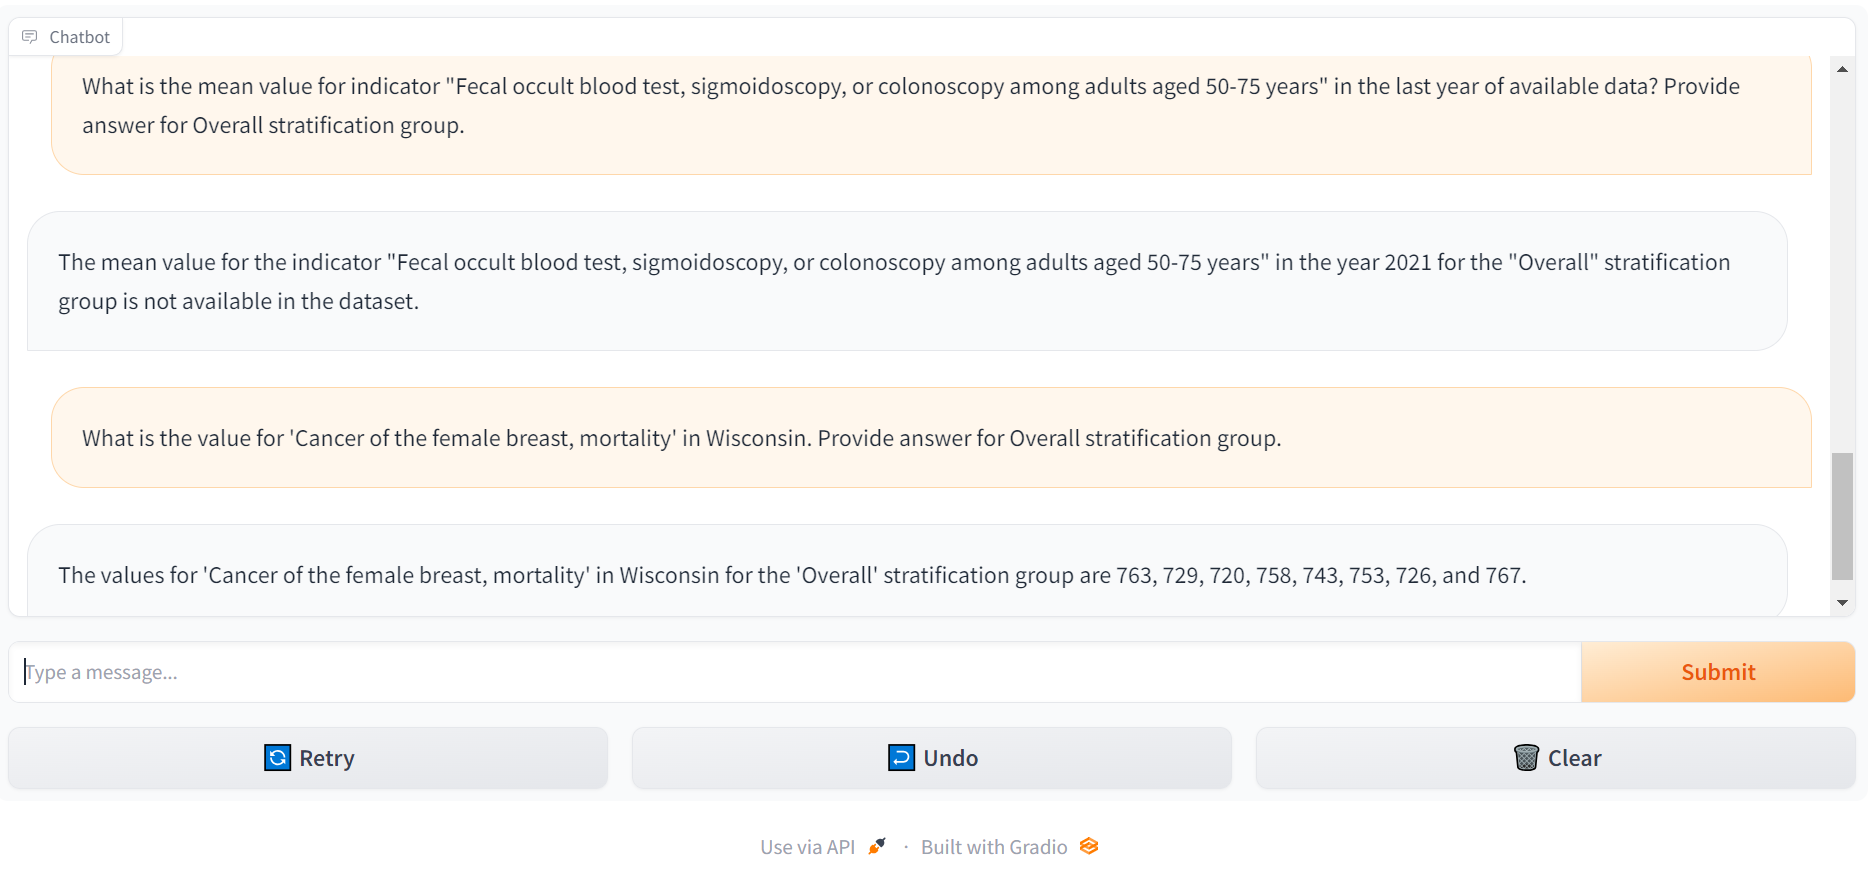 Chatbot
What is the mean value for indicator "Fecal occult blood test, sigmoidoscopy, or colonoscopy among adults aged 50-75 years" in the last year of available data? Provide
answer for Overall stratification group.
The mean value for the indicator "Fecal occult blood test, sigmoidoscopy, or colonoscopy among adults aged 50-75 years" in the year 2021 for the "Overall" stratification
group is not available in the dataset.
What is the value for 'Cancer of the female breast, mortality' in Wisconsin. Provide answer for Overall stratification group.
The values for 'Cancer of the female breast, mortality' in Wisconsin for the 'Overall' stratification group are 763, 729, 720, 758, 743, 753, 726, and 767.
Type a message...
Submit
Retry
Undo
Clear
Use via API · Built with Gradio